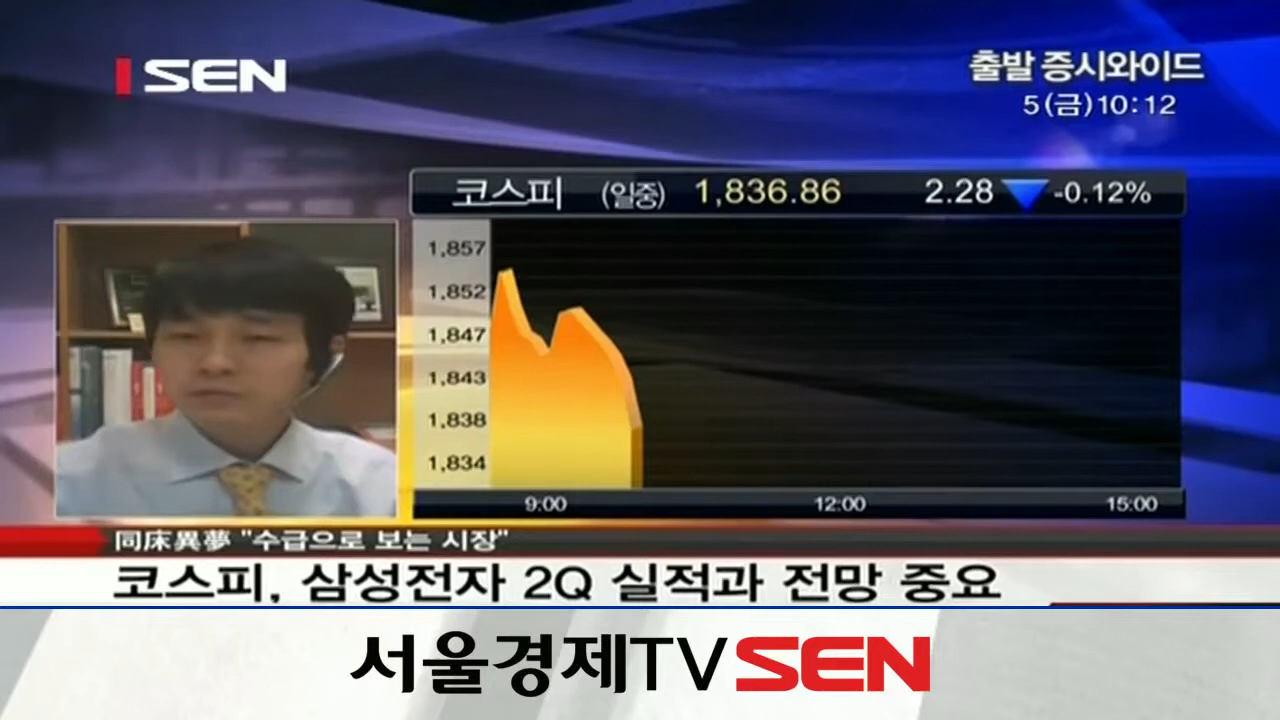 SEN
출발 증시와이드
5(금)10:12
코스피 (일중) 1,836.86 2.28 ▼ -0.12%
1,857
1,852
1,847
1,843
1,838
1,834
9:00 12:00 15:00
同床異夢 "수급으로 보는 시장"
코스피, 삼성전자 2Q 실적과 전망 중요
서울경제TV SEN